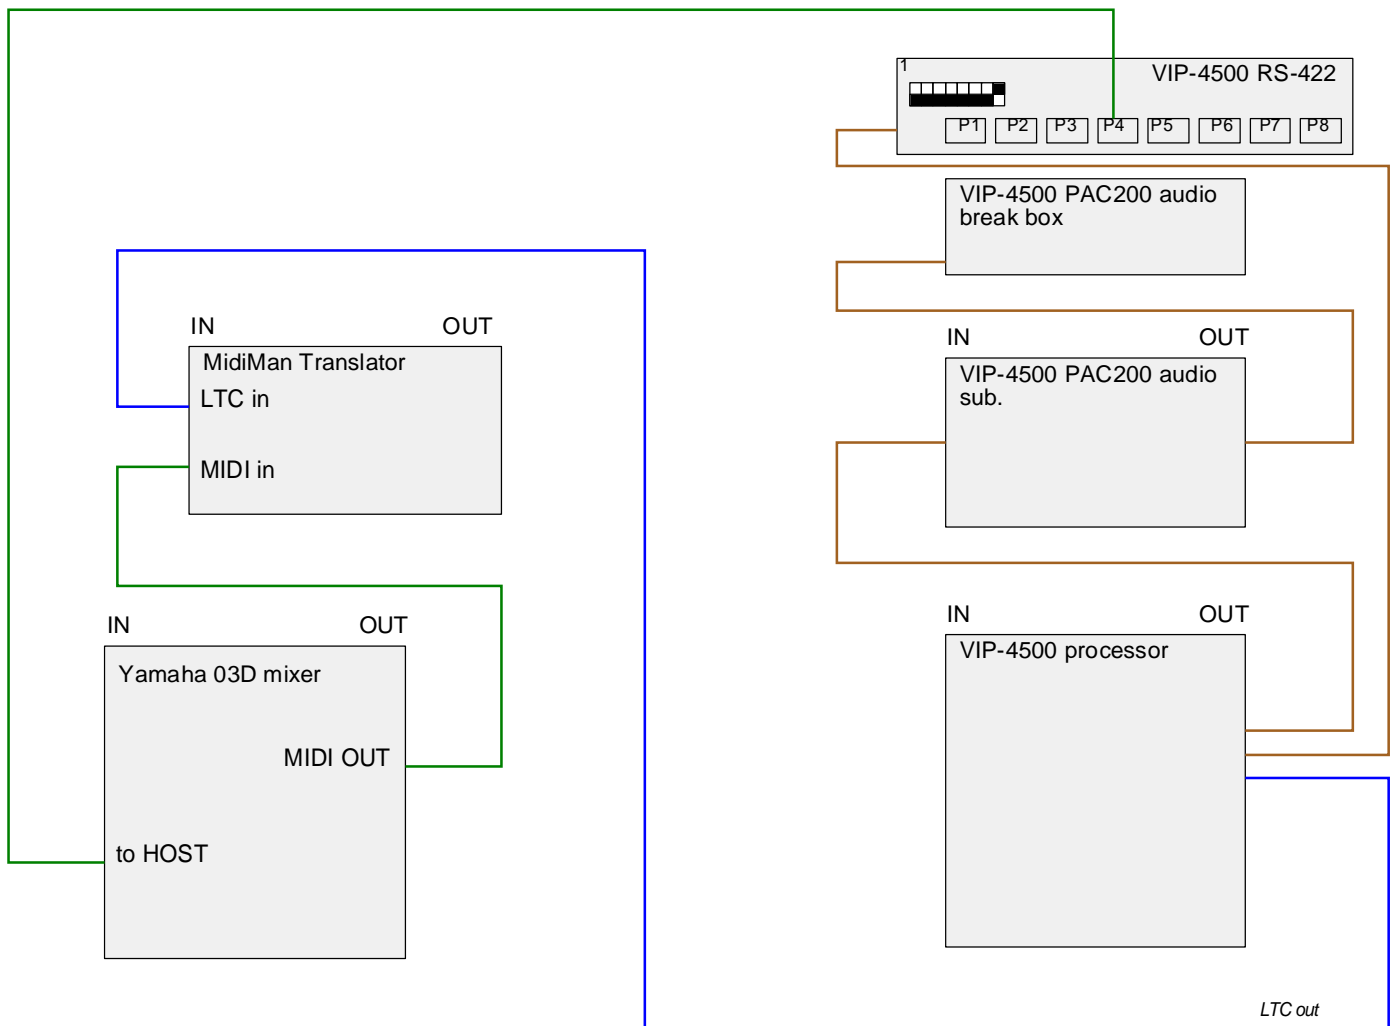 1
VIP-4500 RS-422
P1 P2 P3 P4 P5 P6 P7 P8
VIP-4500 PAC200 audio
break box
IN OUT
MidiMan Translator
LTC in
MIDI in
IN OUT
VIP-4500 PAC200 audio
sub.
IN OUT
Yamaha 03D mixer
MIDI OUT
to HOST
IN OUT
VIP-4500 processor
LTC out